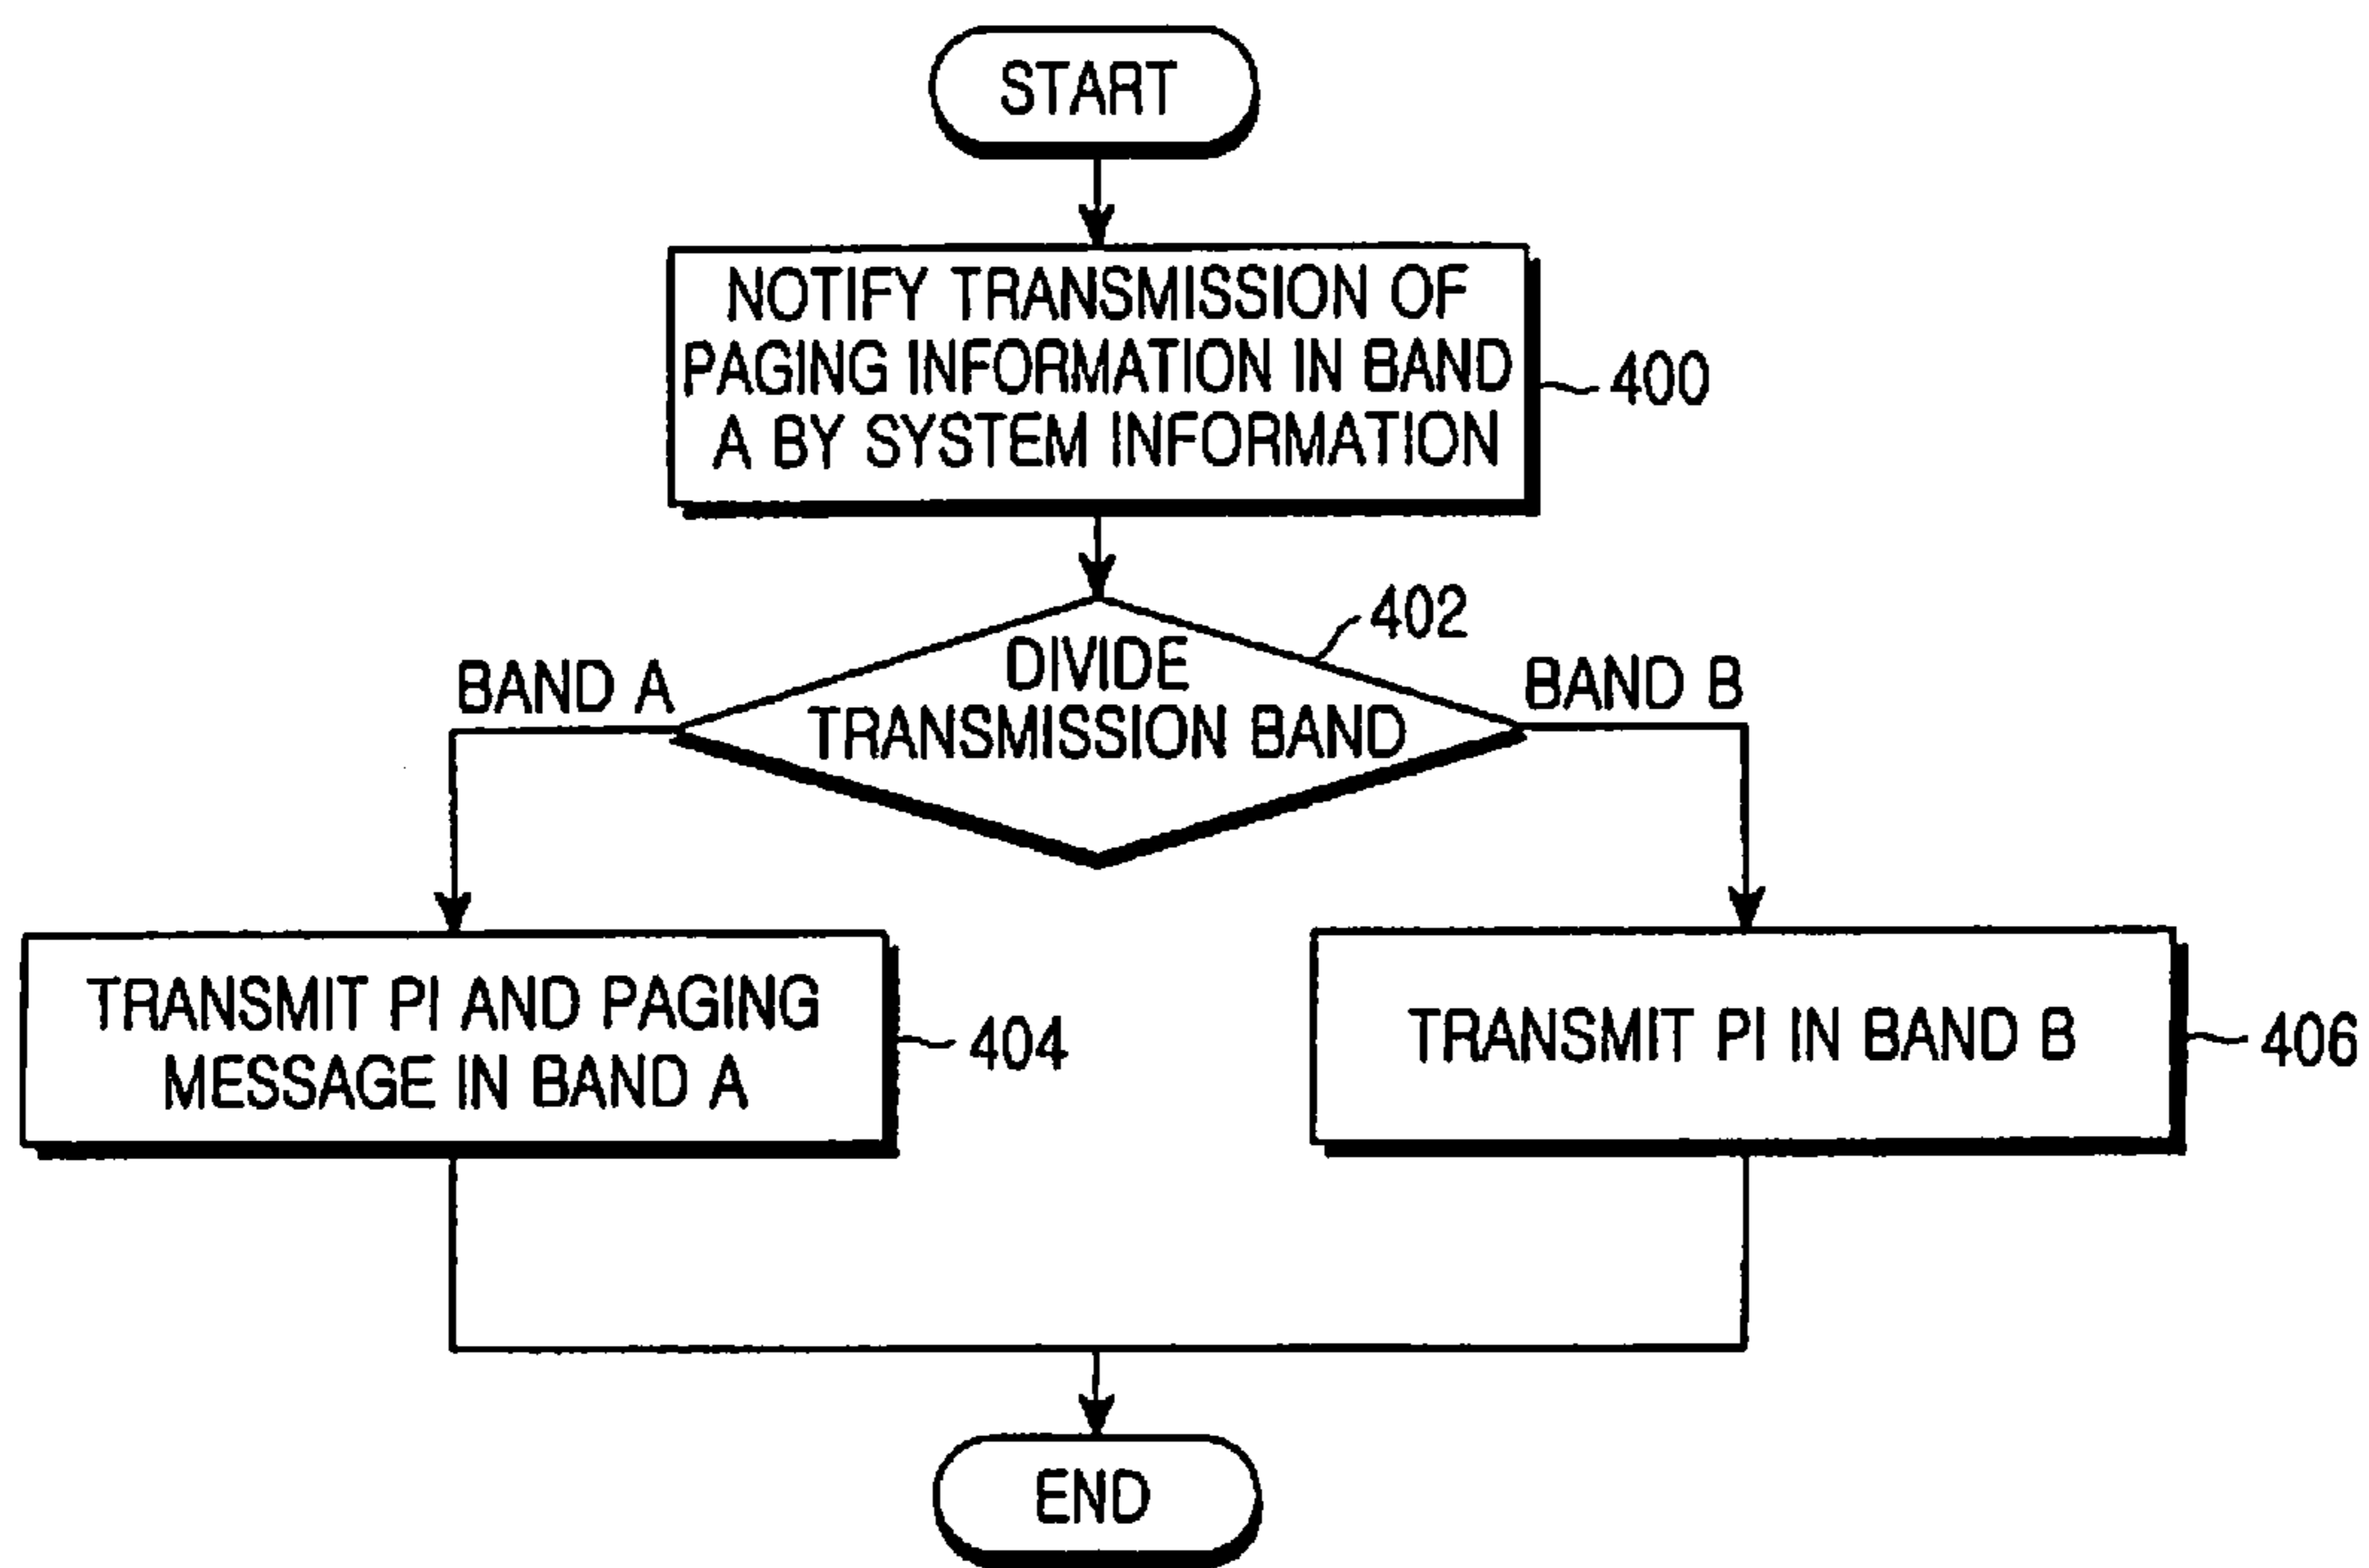 START
NOTIFY TRANSMISSION OF
PAGING INFORMATION IN BAND
A BY SYSTEM INFORMATION
400
402
DIVIDE
TRANSMISSION BAND
BAND A
BAND B
TRANSMIT PI AND PAGING
MESSAGE IN BAND A
404
TRANSMIT PI IN BAND B
406
END